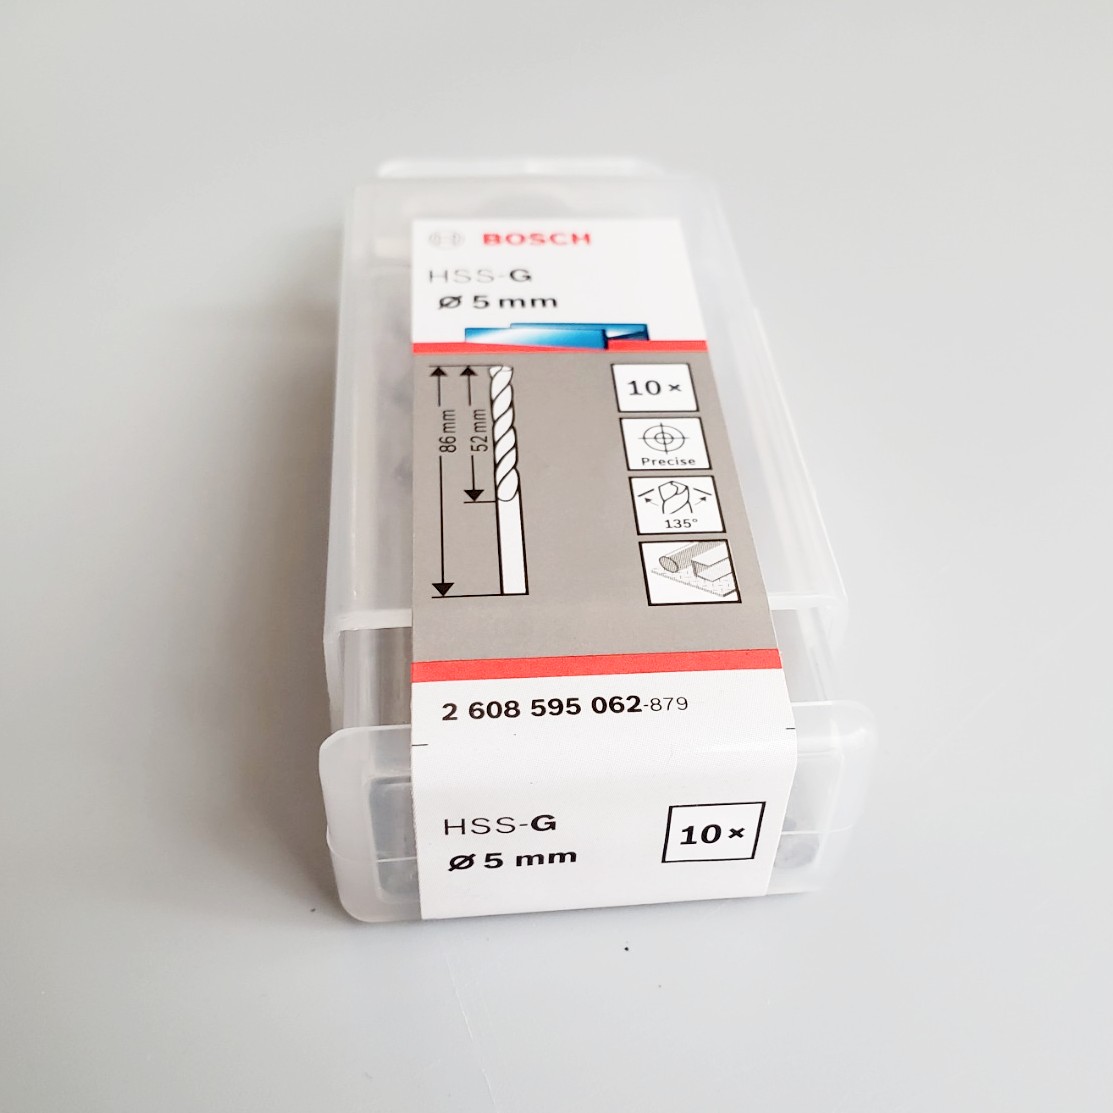 BOSCH
HSS-G
Ø 5 mm
86 mm
52 mm
10 ×
Precise
135°
2 608 595 062-879
HSS-G
Ø 5 mm
10 ×